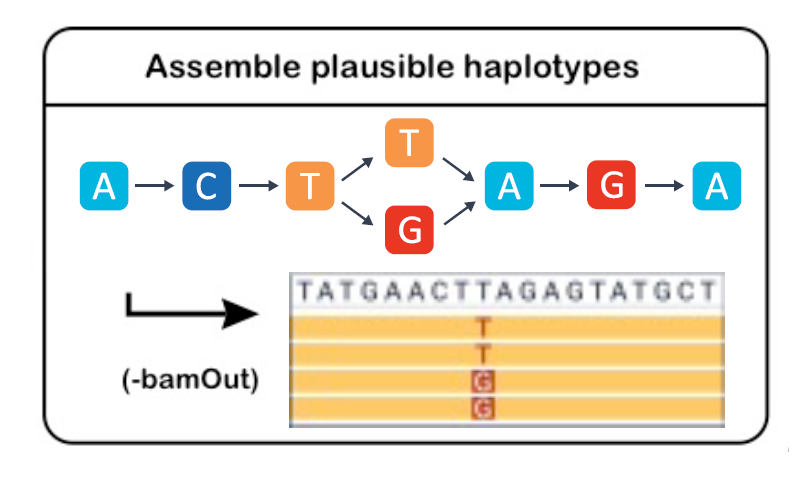 Assemble plausible haplotypes
T
A C T A G A
G
TATGAACTTAGAGTATGCT
T
T
(-bamOut)
G
G